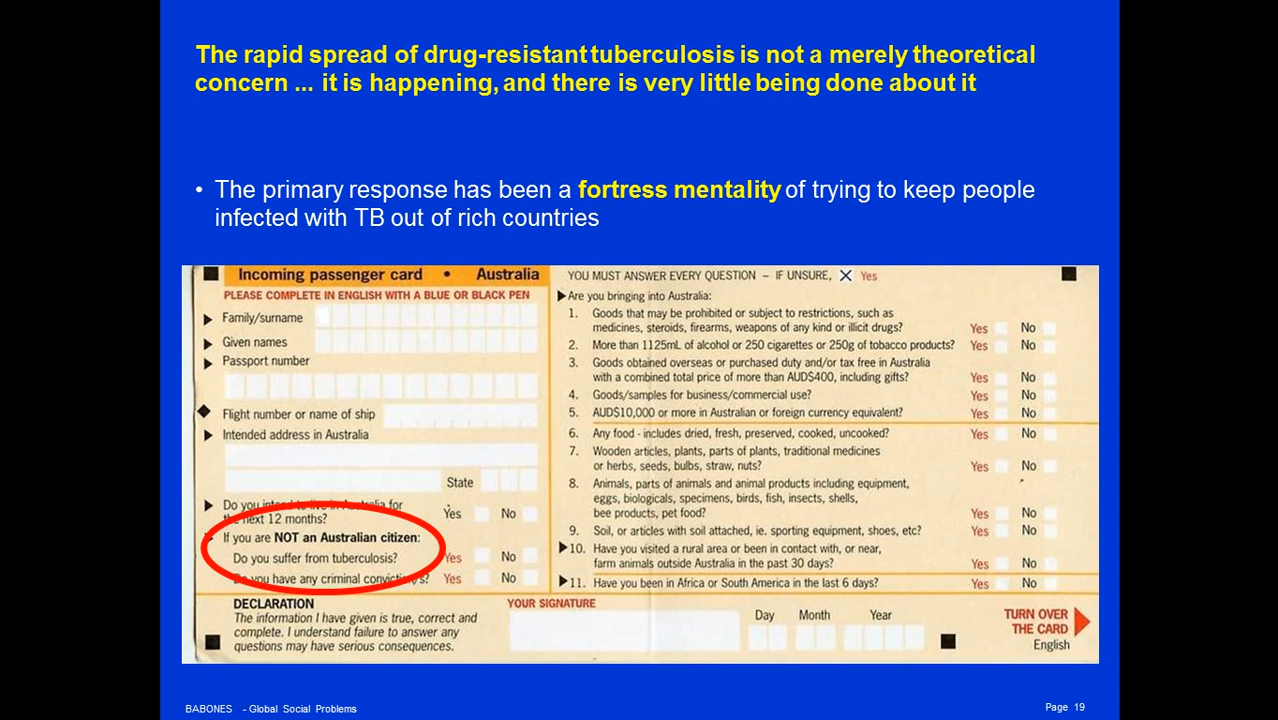 The rapid spread of drug-resistant tuberculosis is not a merely theoretical
concern ... it is happening, and there is very little being done about it
• The primary response has been a fortress mentality of trying to keep people
infected with TB out of rich countries
Incoming passenger card • Australia
PLEASE COMPLETE IN ENGLISH WITH A BLUE OR BLACK PEN
Family/surname
Given names
Passport number
Flight number or name of ship
Intended address in Australia
State
Do you intend to live in Australia for
the next 12 months? Yes No
If you are NOT an Australian citizen:
Do you suffer from tuberculosis? Yes No
Do you have any criminal conviction/s? Yes No
YOU MUST ANSWER EVERY QUESTION – IF UNSURE, X Yes
Are you bringing into Australia:
1. Goods that may be prohibited or subject to restrictions, such as
medicines, steroids, firearms, weapons of any kind or illicit drugs? Yes No
2. More than 1125mL of alcohol or 250 cigarettes or 250g of tobacco products? Yes No
3. Goods obtained overseas or purchased duty and/or tax free in Australia
with a combined total price of more than AUD$400, including gifts? Yes No
4. Goods/samples for business/commercial use? Yes No
5. AUD$10,000 or more in Australian or foreign currency equivalent? Yes No
6. Any food - includes dried, fresh, preserved, cooked, uncooked? Yes No
7. Wooden articles, plants, parts of plants, traditional medicines
or herbs, seeds, bulbs, straw, nuts? Yes No
8. Animals, parts of animals and animal products including equipment,
eggs, biologicals, specimens, birds, fish, insects, shells,
bee products, pet food? Yes No
9. Soil, or articles with soil attached, ie. sporting equipment, shoes, etc? Yes No
10. Have you visited a rural area or been in contact with, or near,
farm animals outside Australia in the past 30 days? Yes No
11. Have you been in Africa or South America in the last 6 days? Yes No
DECLARATION
The information I have given is true, correct and
complete. I understand failure to answer any
questions may have serious consequences.
YOUR SIGNATURE
Day Month Year
TURN OVER
THE CARD
English
BABONES - Global Social Problems
Page 19